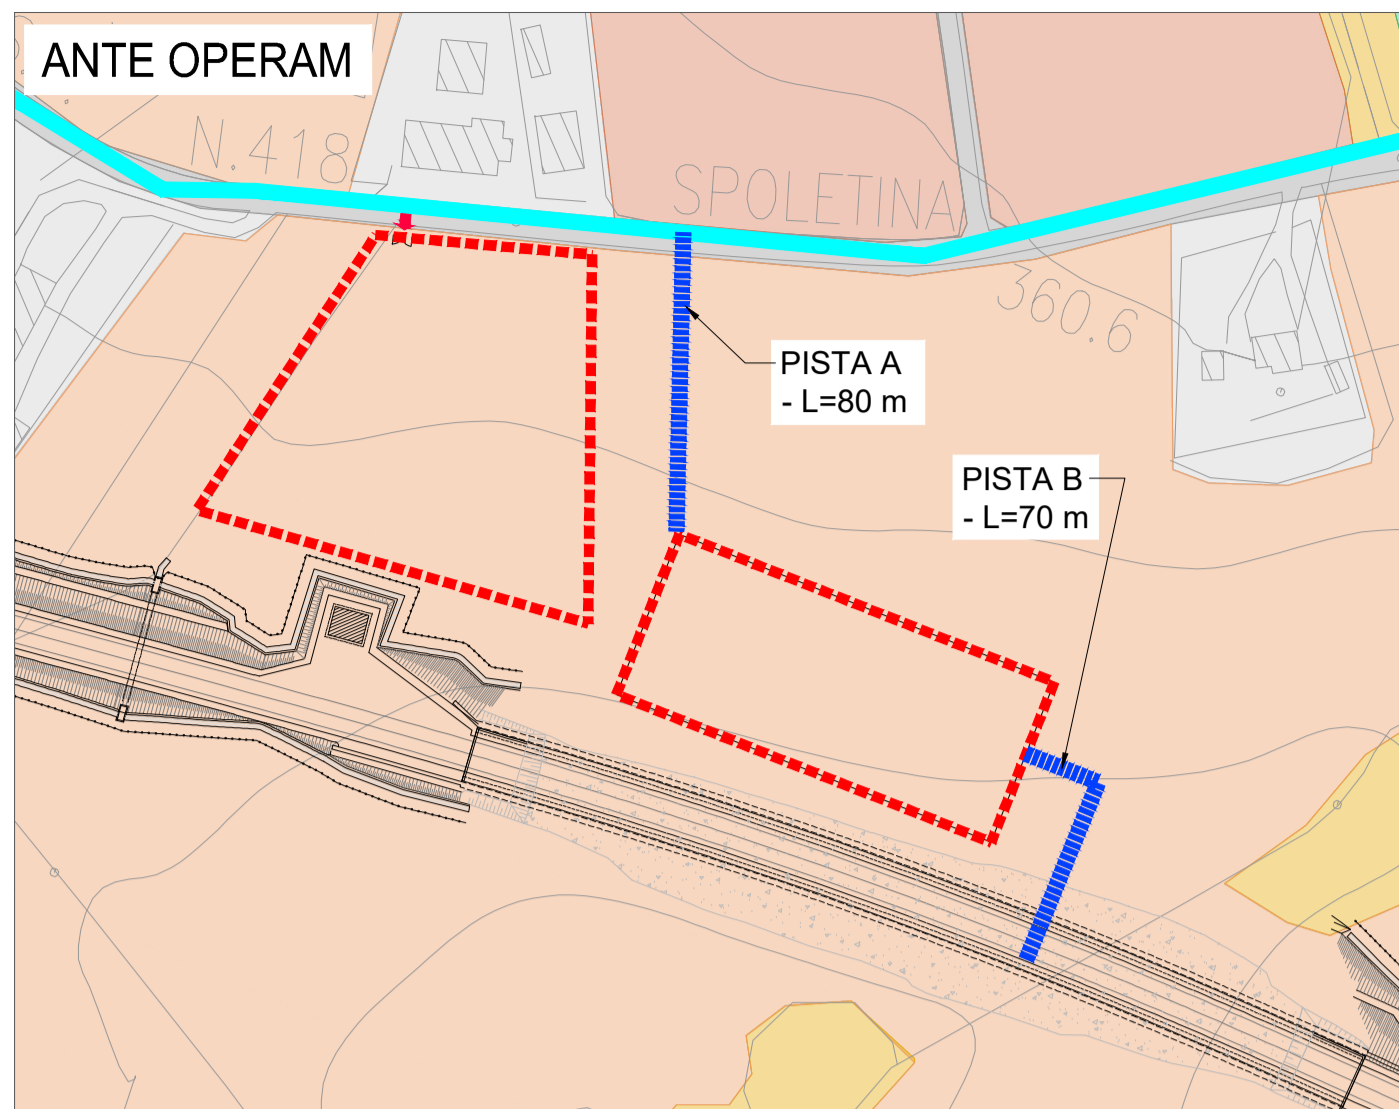 ANTE OPERAM
N.418
SPOLETINA
360.6
PISTA A
- L=80 m
PISTA B
- L=70 m